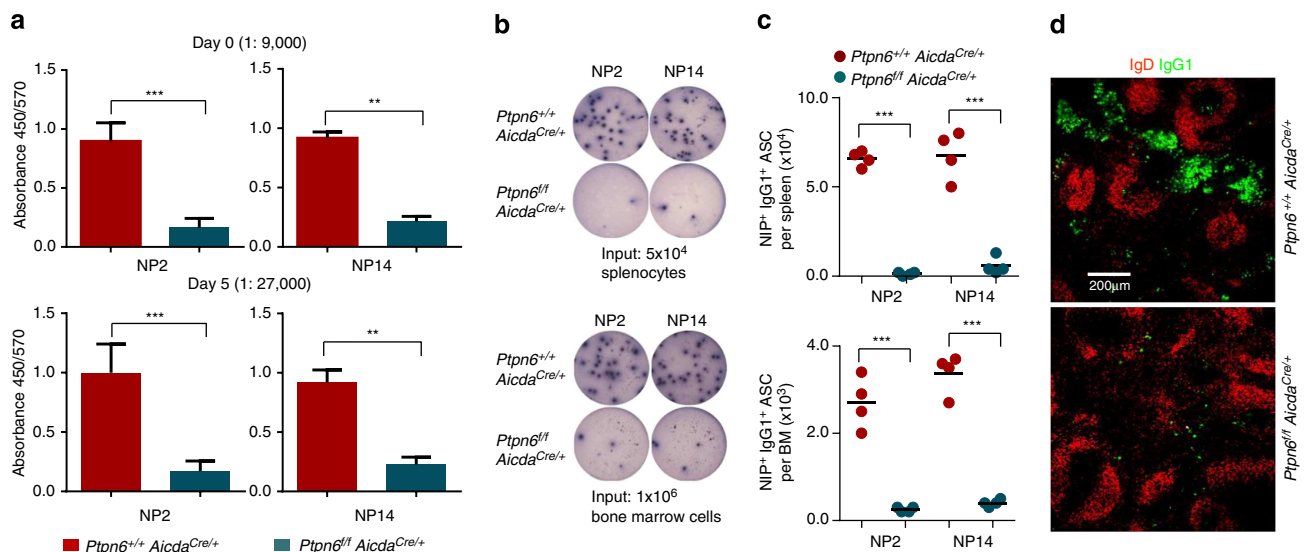 a
Day 0 (1: 9,000)
Absorbance 450/570
1.5
1.0
0.5
0.0
***
NP2
1.5
1.0
0.5
0.0
**
NP14
Day 5 (1: 27,000)
Absorbance 450/570
1.5
1.0
0.5
0.0
***
NP2
1.5
1.0
0.5
0.0
**
NP14
Ptpn6+/+ AicdaCre/+
Ptpn6f/f AicdaCre/+
b
NP2 NP14
Ptpn6+/+
AicdaCre/+
Ptpn6f/f
AicdaCre/+
Input: 5x10⁴
splenocytes
NP2 NP14
Ptpn6+/+
AicdaCre/+
Ptpn6f/f
AicdaCre/+
Input: 1x10⁶
bone marrow cells
c
Ptpn6+/+ AicdaCre/+
Ptpn6f/f AicdaCre/+
NIP+ IgG1+ ASC
per spleen (x10⁴)
10.0
5.0
0.0
***
***
NP2 NP14
NIP+ IgG1+ ASC
per BM (x10³)
4.0
2.0
0.0
***
***
NP2 NP14
d
IgD IgG1
200µm
Ptpn6+/+ AicdaCre/+
Ptpn6f/f AicdaCre/+